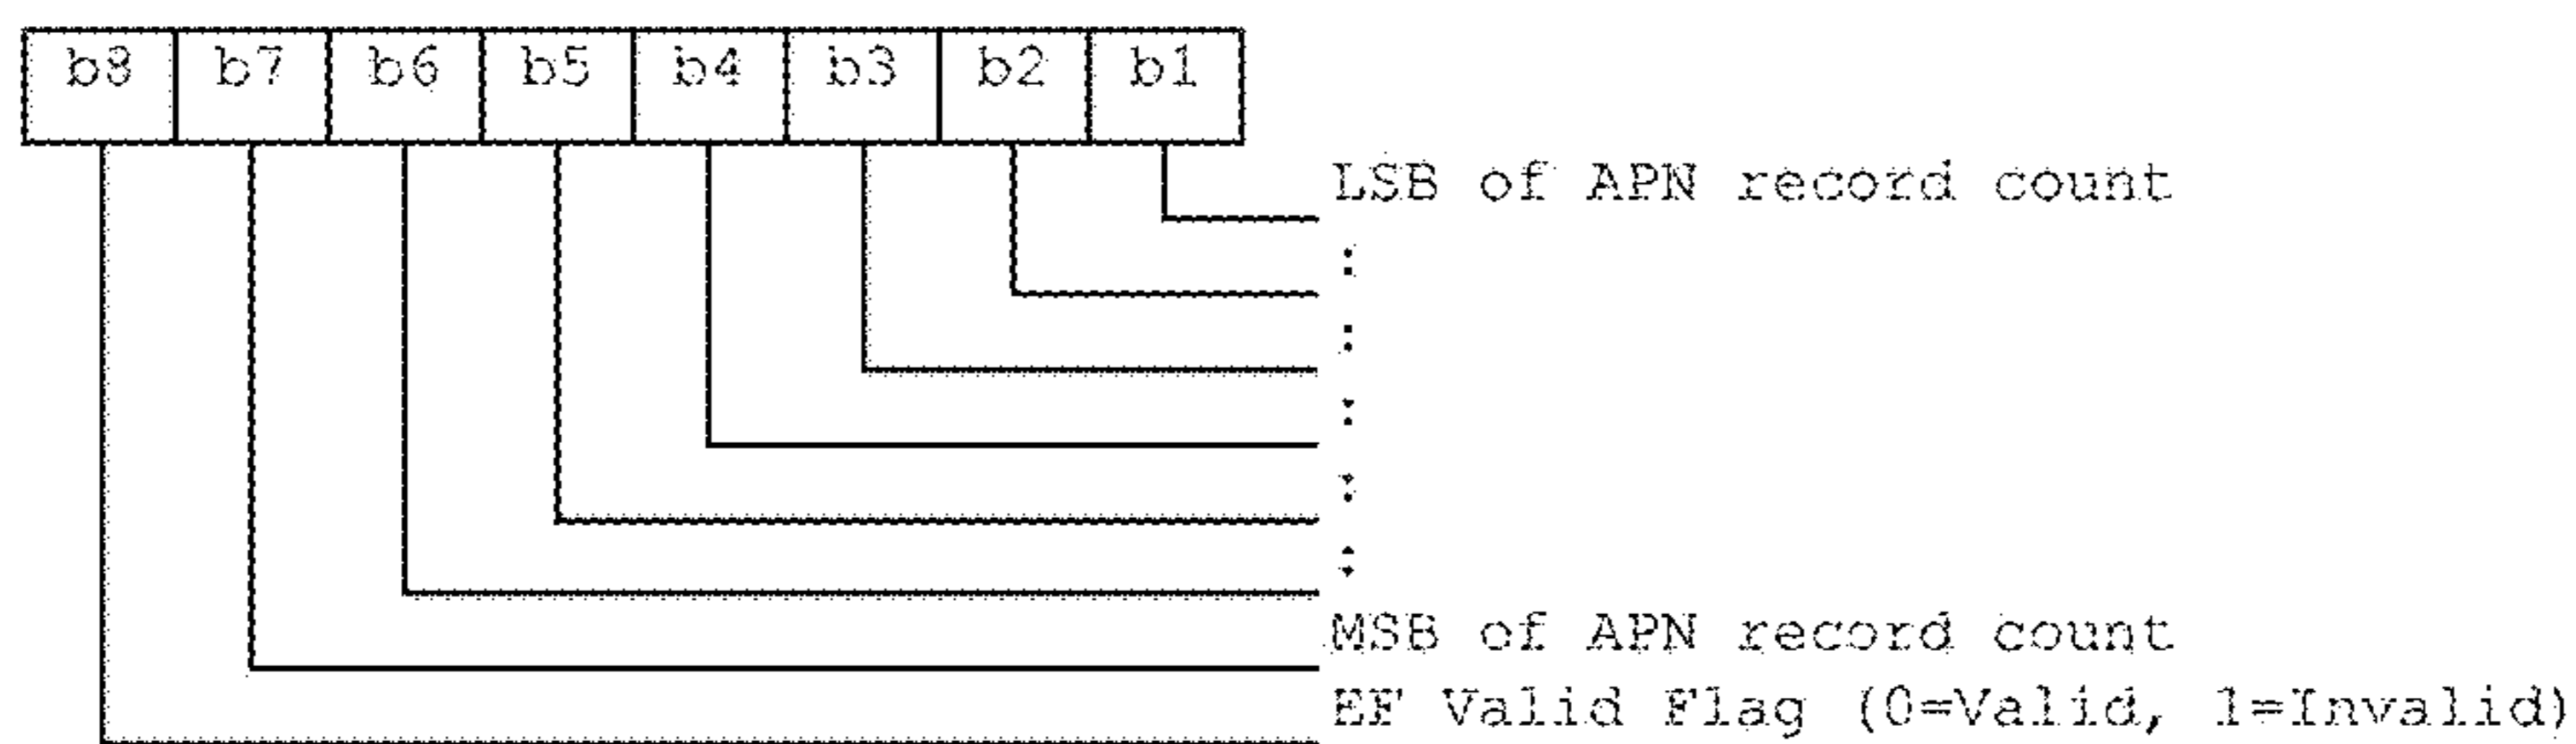 b8 b7 b6 b5 b4 b3 b2 b1
LSB of APN record count
:
:
:
:
:
MSB of APN record count
EF Valid Flag (0=Valid, 1=Invalid)